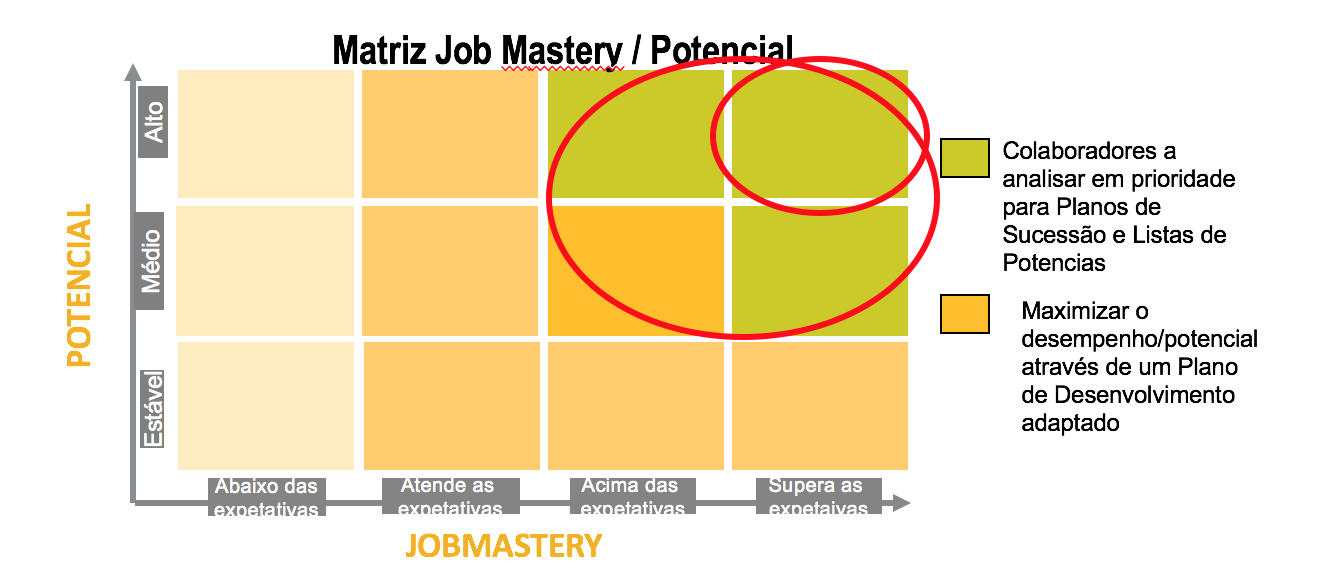 Matriz Job Mastery / Potencial
Alto
Médio
Estável
POTENCIAL
Colaboradores a
analisar em prioridade
para Planos de
Sucessão e Listas de
Potencias
Maximizar o
desempenho/potencial
através de um Plano
de Desenvolvimento
adaptado
Abaixo das
expetativas
Atende as
expetativas
Acima das
expetativas
Supera as
expetaivas
JOBMASTERY